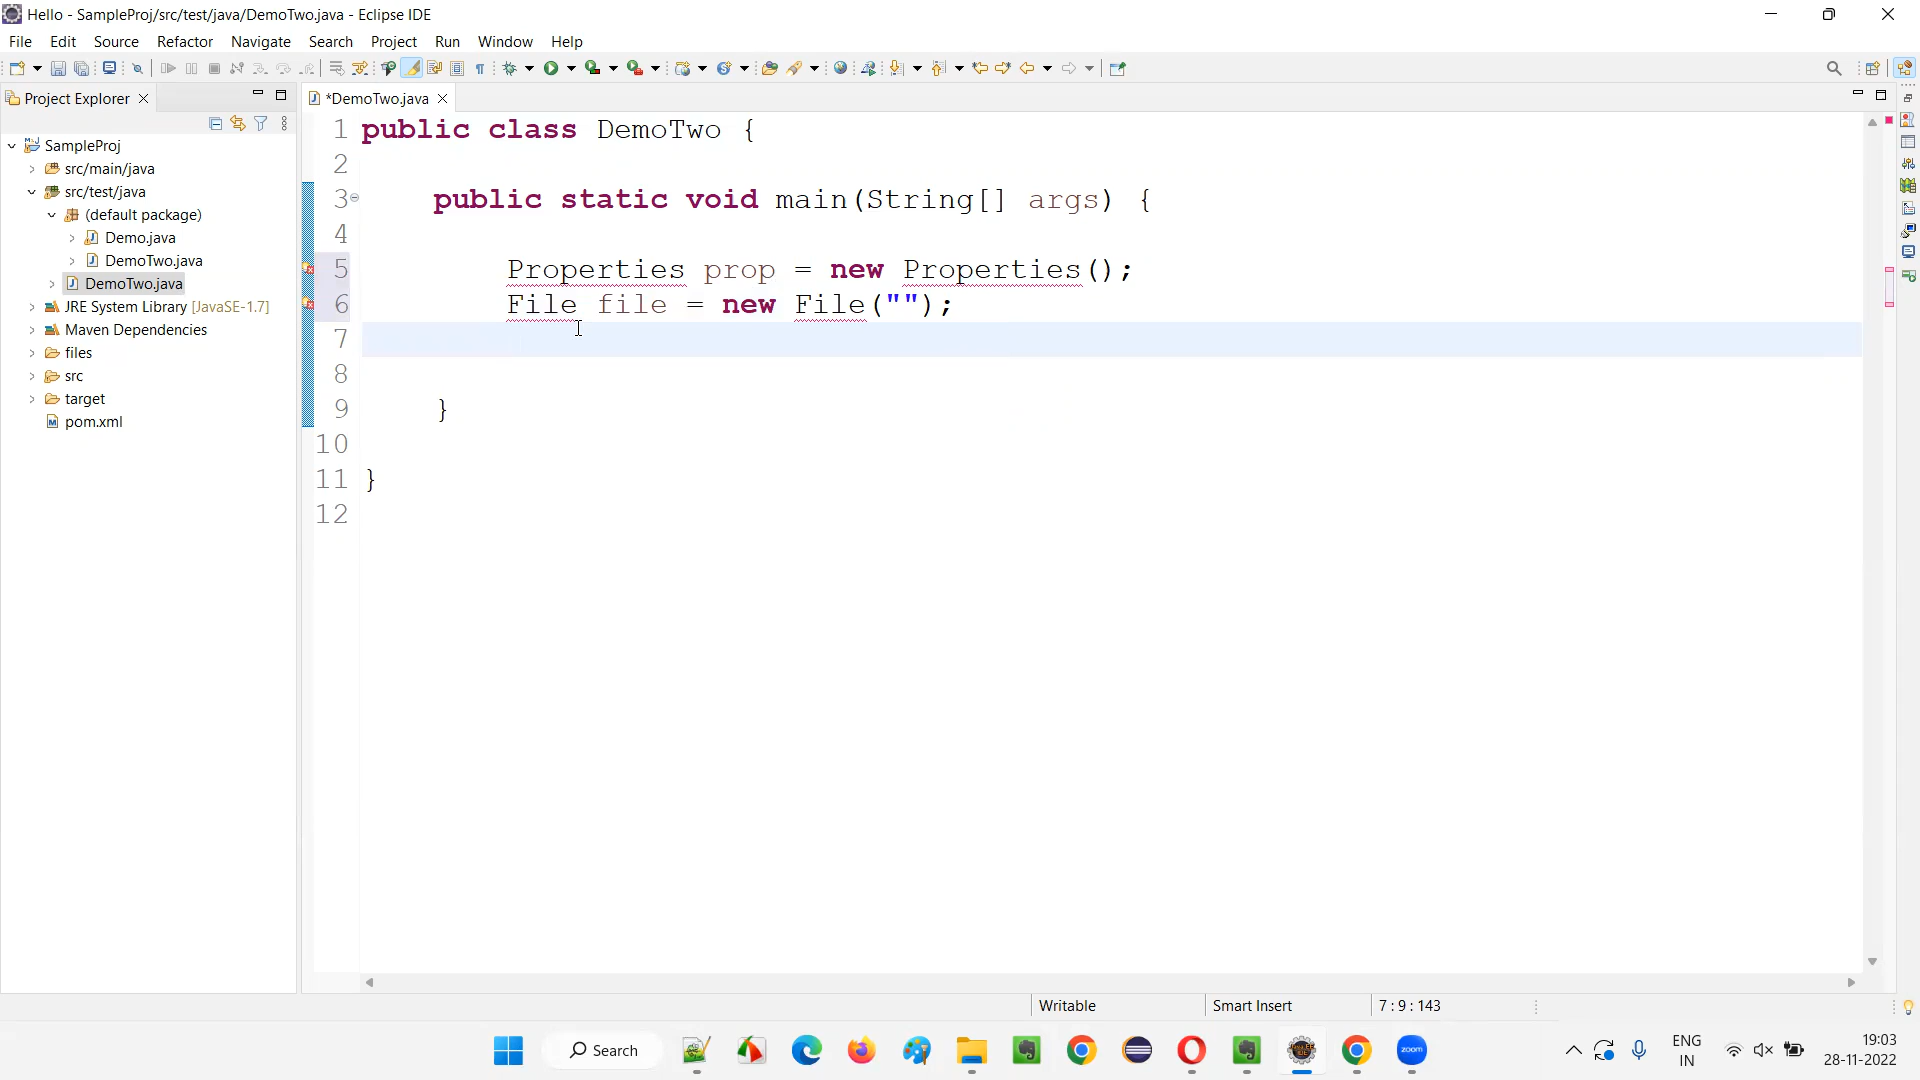 Hello - SampleProj/src/test/java/DemoTwo.java - Eclipse IDE
File Edit Source Refactor Navigate Search Project Run Window Help
Project Explorer
*DemoTwo.java
SampleProj
src/main/java
src/test/java
(default package)
Demo.java
DemoTwo.java
DemoTwo.java
JRE System Library [JavaSE-1.7]
Maven Dependencies
files
src
target
pom.xml
1 public class DemoTwo {
2
3 public static void main(String[] args) {
4
5 Properties prop = new Properties();
6 File file = new File("");
7
8
9 }
10
11 }
12
Writable Smart Insert 7 : 9 : 143
Search
zoom
ENG
IN
19:03
28-11-2022